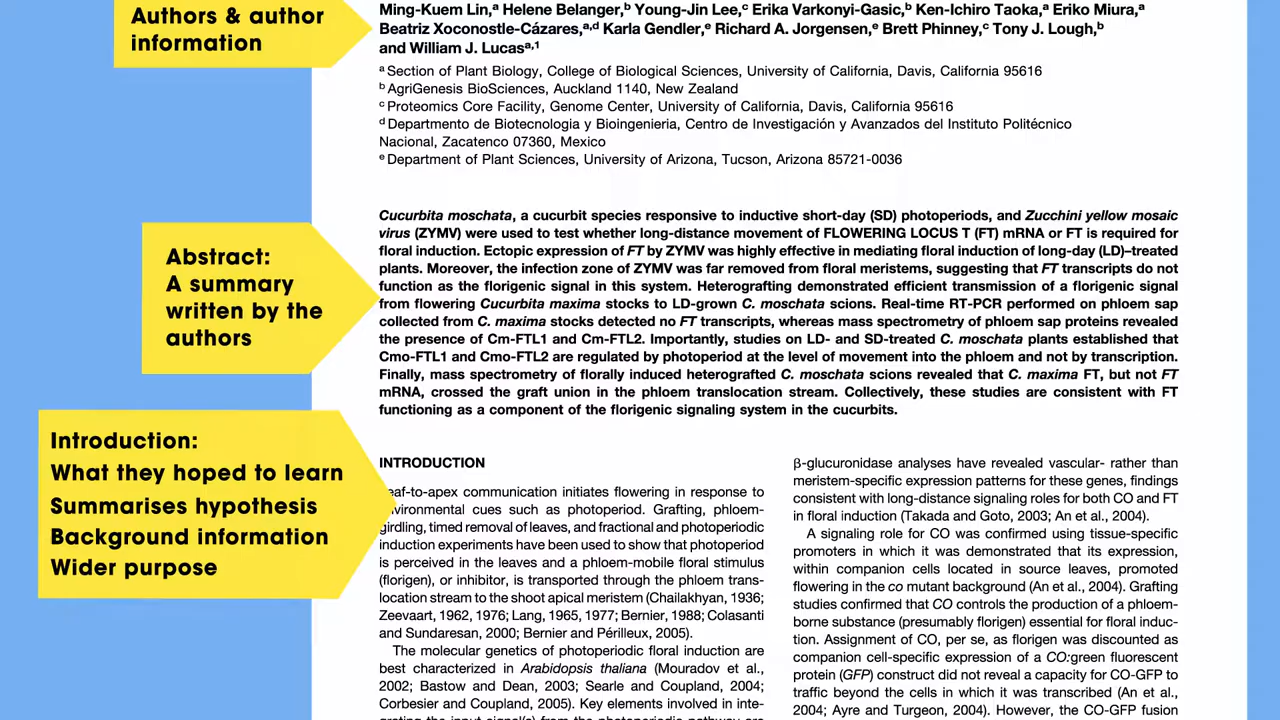 Authors & author
information
Ming-Kuem Lin,a Helene Belanger,b Young-Jin Lee,c Erika Varkonyi-Gasic,b Ken-Ichiro Taoka,a Eriko Miura,a
Beatriz Xoconostle-Cázares,a,d Karla Gendler,e Richard A. Jorgensen,e Brett Phinney,c Tony J. Lough,b
and William J. Lucasa,1
a Section of Plant Biology, College of Biological Sciences, University of California, Davis, California 95616
b AgriGenesis BioSciences, Auckland 1140, New Zealand
c Proteomics Core Facility, Genome Center, University of California, Davis, California 95616
d Departmento de Biotecnologia y Bioingenieria, Centro de Investigación y Avanzados del Instituto Politécnico
Nacional, Zacatenco 07360, Mexico
e Department of Plant Sciences, University of Arizona, Tucson, Arizona 85721-0036
Abstract:
A summary
written by the
authors
Cucurbita moschata, a cucurbit species responsive to inductive short-day (SD) photoperiods, and Zucchini yellow mosaic
virus (ZYMV) were used to test whether long-distance movement of FLOWERING LOCUS T (FT) mRNA or FT is required for
floral induction. Ectopic expression of FT by ZYMV was highly effective in mediating floral induction of long-day (LD)–treated
plants. Moreover, the infection zone of ZYMV was far removed from floral meristems, suggesting that FT transcripts do not
function as the florigenic signal in this system. Heterografting demonstrated efficient transmission of a florigenic signal
from flowering Cucurbita maxima stocks to LD-grown C. moschata scions. Real-time RT-PCR performed on phloem sap
collected from C. maxima stocks detected no FT transcripts, whereas mass spectrometry of phloem sap proteins revealed
the presence of Cm-FTL1 and Cm-FTL2. Importantly, studies on LD- and SD-treated C. moschata plants established that
Cmo-FTL1 and Cmo-FTL2 are regulated by photoperiod at the level of movement into the phloem and not by transcription.
Finally, mass spectrometry of florally induced heterografted C. moschata scions revealed that C. maxima FT, but not FT
mRNA, crossed the graft union in the phloem translocation stream. Collectively, these studies are consistent with FT
functioning as a component of the florigenic signaling system in the cucurbits.
Introduction:
What they hoped to learn
Summarises hypothesis
Background information
Wider purpose
INTRODUCTION
eaf-to-apex communication initiates flowering in response to
nvironmental cues such as photoperiod. Grafting, phloem-
girdling, timed removal of leaves, and fractional and photoperiodic
induction experiments have been used to show that photoperiod
is perceived in the leaves and a phloem-mobile floral stimulus
(florigen), or inhibitor, is transported through the phloem trans-
location stream to the shoot apical meristem (Chailakhyan, 1936;
Zeevaart, 1962, 1976; Lang, 1965, 1977; Bernier, 1988; Colasanti
and Sundaresan, 2000; Bernier and Périlleux, 2005).
The molecular genetics of photoperiodic floral induction are
best characterized in Arabidopsis thaliana (Mouradov et al.,
2002; Bastow and Dean, 2003; Searle and Coupland, 2004;
Corbesier and Coupland, 2005). Key elements involved in inte-
grating the input signal(s) from the photoperiodic pathway are
β-glucuronidase analyses have revealed vascular- rather than
meristem-specific expression patterns for these genes, findings
consistent with long-distance signaling roles for both CO and FT
in floral induction (Takada and Goto, 2003; An et al., 2004).
A signaling role for CO was confirmed using tissue-specific
promoters in which it was demonstrated that its expression,
within companion cells located in source leaves, promoted
flowering in the co mutant background (An et al., 2004). Grafting
studies confirmed that CO controls the production of a phloem-
borne substance (presumably florigen) essential for floral induc-
tion. Assignment of CO, per se, as florigen was discounted as
companion cell-specific expression of a CO:green fluorescent
protein (GFP) construct did not reveal a capacity for CO-GFP to
traffic beyond the cells in which it was transcribed (An et al.,
2004; Ayre and Turgeon, 2004). However, the CO-GFP fusion